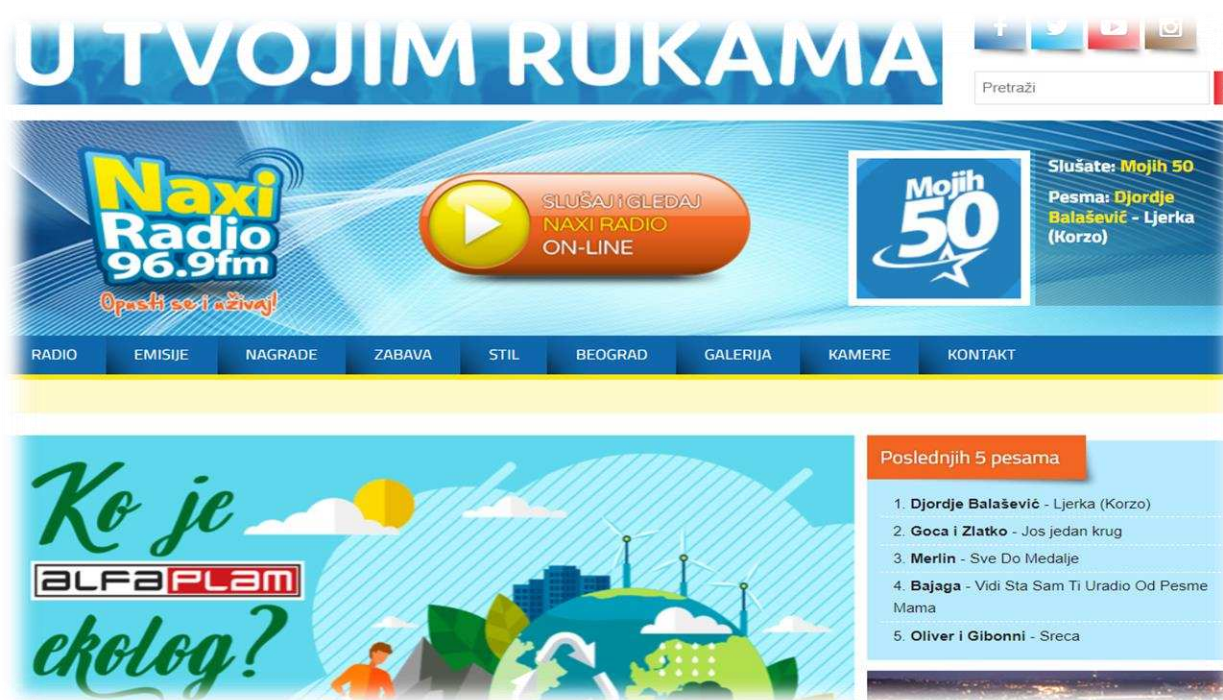 U TVOJIM RUKAMA
Pretraži
Naxi
Radio
96.9fm
Opusti se i uživaj!
SLUŠAJ i GLEDAJ
NAXI RADIO
ON-LINE
Mojih
50
Slušate: Mojih 50
Pesma: Djordje
Balašević - Ljerka
(Korzo)
RADIO EMISIJE NAGRADE ZABAVA STIL BEOGRAD GALERIJA KAMERE KONTAKT
Ko je
ALFAPLAM
ekolog?
Poslednjih 5 pesama
1. Djordje Balašević - Ljerka (Korzo)
2. Goca i Zlatko - Jos jedan krug
3. Merlin - Sve Do Medalje
4. Bajaga - Vidi Sta Sam Ti Uradio Od Pesme
Mama
5. Oliver i Gibonni - Sreca